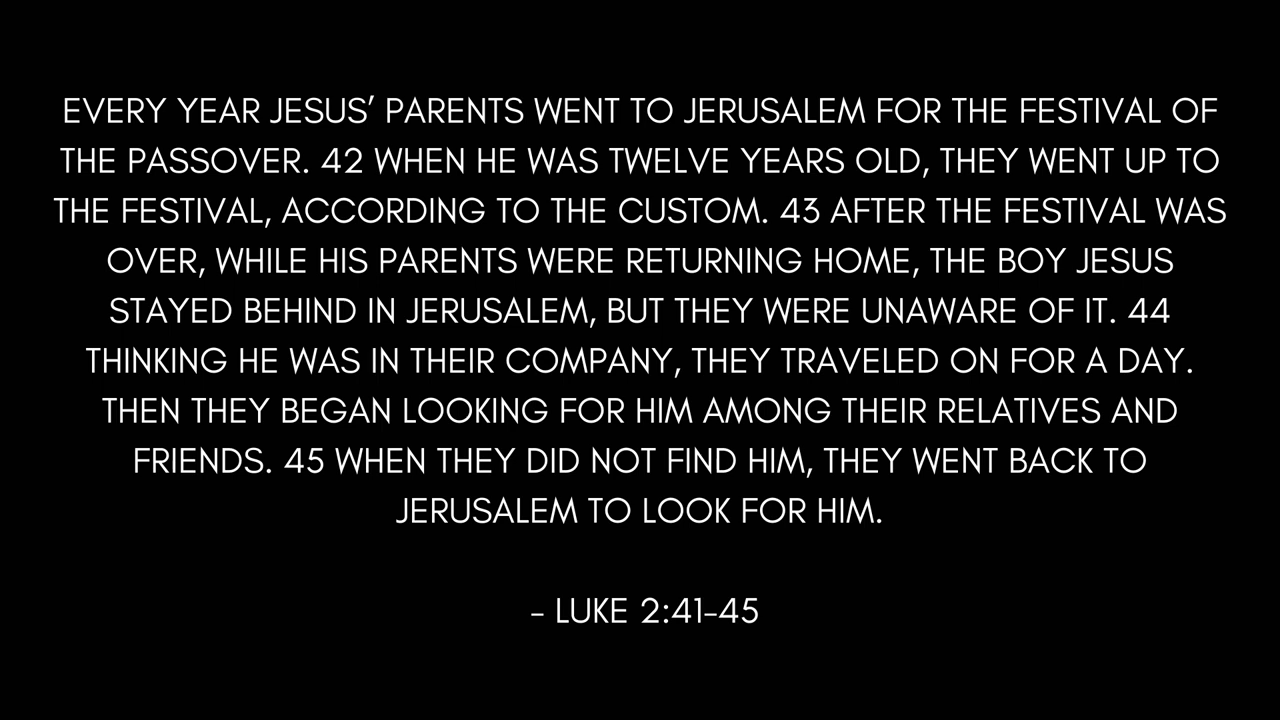 EVERY YEAR JESUS’ PARENTS WENT TO JERUSALEM FOR THE FESTIVAL OF
THE PASSOVER. 42 WHEN HE WAS TWELVE YEARS OLD, THEY WENT UP TO
THE FESTIVAL, ACCORDING TO THE CUSTOM. 43 AFTER THE FESTIVAL WAS
OVER, WHILE HIS PARENTS WERE RETURNING HOME, THE BOY JESUS
STAYED BEHIND IN JERUSALEM, BUT THEY WERE UNAWARE OF IT. 44
THINKING HE WAS IN THEIR COMPANY, THEY TRAVELED ON FOR A DAY.
THEN THEY BEGAN LOOKING FOR HIM AMONG THEIR RELATIVES AND
FRIENDS. 45 WHEN THEY DID NOT FIND HIM, THEY WENT BACK TO
JERUSALEM TO LOOK FOR HIM.
- LUKE 2:41-45